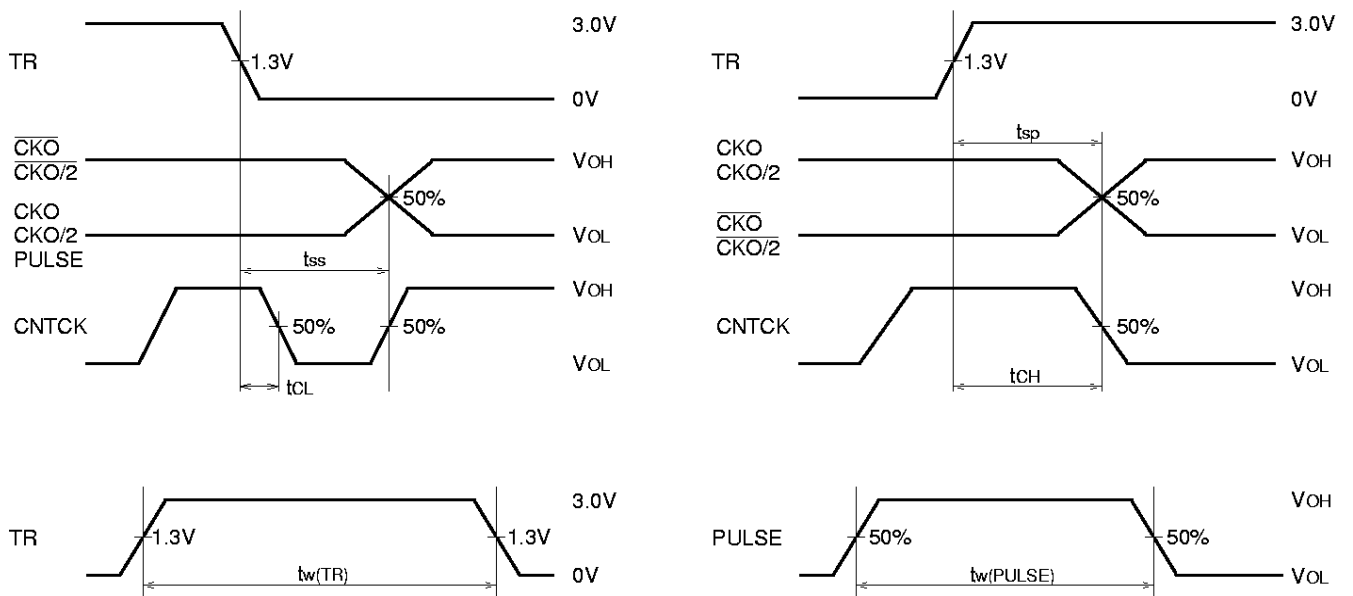 3.0V
TR
1.3V
0V
CKO
CKO/2
VOH
50%
CKO
CKO/2
PULSE
VOL
tss
VOH
CNTCK
50%
50%
VOL
tCL
3.0V
TR
1.3V
0V
tsp
CKO
CKO/2
VOH
50%
CKO
CKO/2
VOL
VOH
CNTCK
50%
VOL
tCH
3.0V
TR
1.3V
1.3V
tw(TR)
0V
VOH
PULSE
50%
50%
tw(PULSE)
VOL